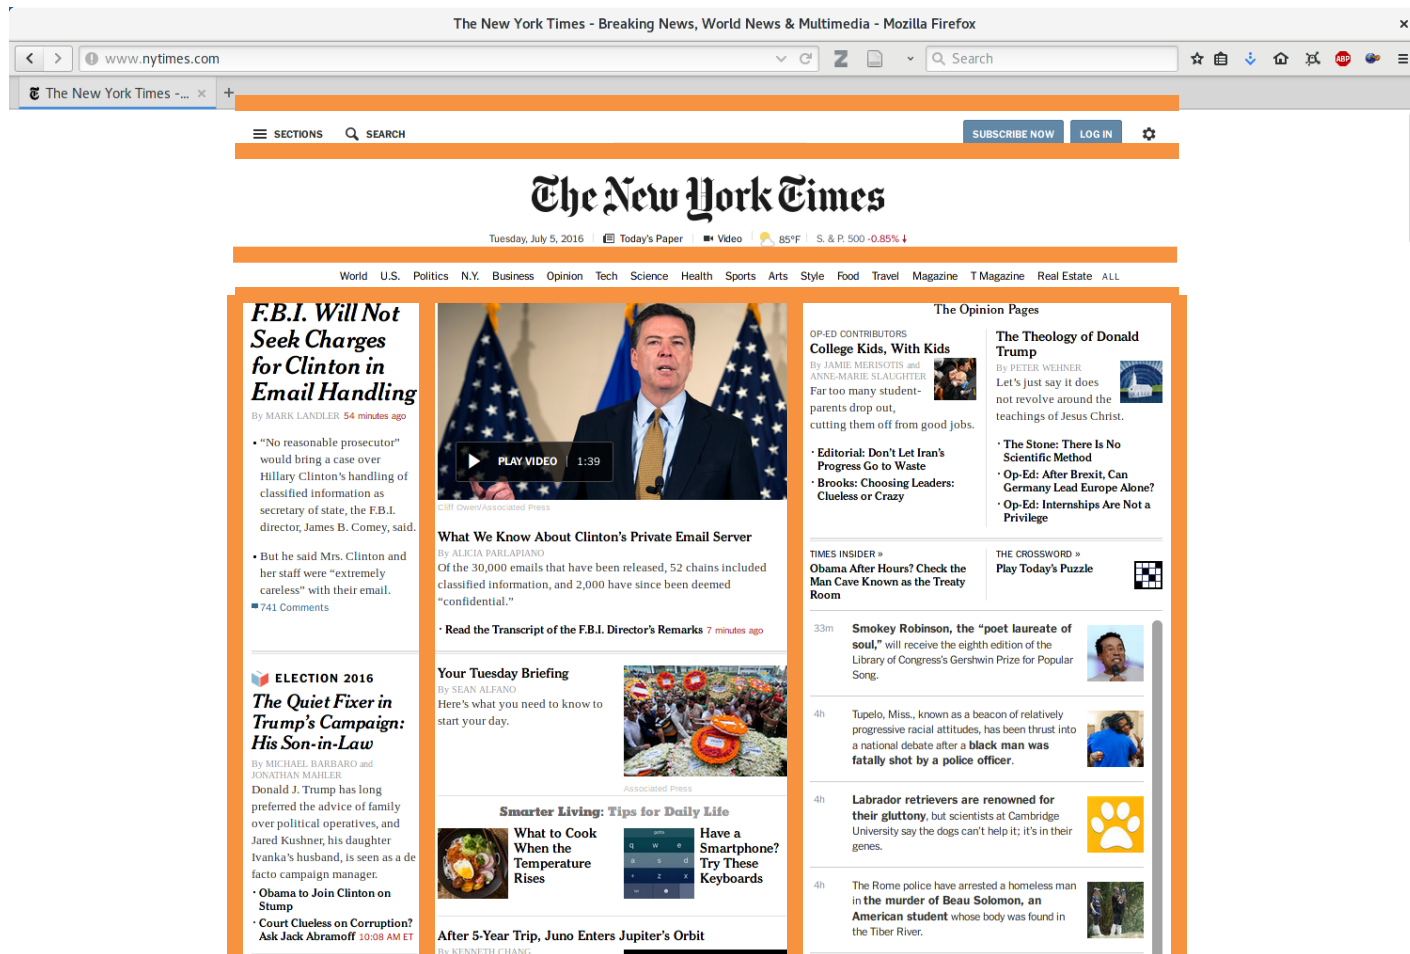 The New York Times - Breaking News, World News & Multimedia - Mozilla Firefox
www.nytimes.com
Search
ABP
The New York Times -...
SECTIONS
SEARCH
SUBSCRIBE NOW
LOG IN
The New York Times
Tuesday, July 5, 2016
Today's Paper
Video
85°F
S. & P. 500 -0.85%
World U.S. Politics N.Y. Business Opinion Tech Science Health Sports Arts Style Food Travel Magazine T Magazine Real Estate ALL
F.B.I. Will Not
Seek Charges
for Clinton in
Email Handling
By MARK LANDLER 54 minutes ago
• “No reasonable prosecutor”
would bring a case over
Hillary Clinton’s handling of
classified information as
secretary of state, the F.B.I.
director, James B. Comey, said.
• But he said Mrs. Clinton and
her staff were “extremely
careless” with their email.
741 Comments
ELECTION 2016
The Quiet Fixer in
Trump’s Campaign:
His Son-in-Law
By MICHAEL BARBARO and
JONATHAN MAHLER
Donald J. Trump has long
preferred the advice of family
over political operatives, and
Jared Kushner, his daughter
Ivanka’s husband, is seen as a de
facto campaign manager.
· Obama to Join Clinton on
Stump
· Court Clueless on Corruption?
Ask Jack Abramoff 10:08 AM ET
PLAY VIDEO | 1:39
Cliff Owen/Associated Press
What We Know About Clinton’s Private Email Server
By ALICIA PARLAPIANO
Of the 30,000 emails that have been released, 52 chains included
classified information, and 2,000 have since been deemed
“confidential.”
· Read the Transcript of the F.B.I. Director’s Remarks 7 minutes ago
Your Tuesday Briefing
By SEAN ALFANO
Here’s what you need to know to
start your day.
Associated Press
Smarter Living: Tips for Daily Life
What to Cook
When the
Temperature
Rises
q w e
a s d
z x
Have a
Smartphone?
Try These
Keyboards
After 5-Year Trip, Juno Enters Jupiter’s Orbit
By KENNETH CHANG
The Opinion Pages
OP-ED CONTRIBUTORS
College Kids, With Kids
By JAMIE MERISOTIS and
ANNE-MARIE SLAUGHTER
Far too many student-
parents drop out,
cutting them off from good jobs.
· Editorial: Don’t Let Iran’s
Progress Go to Waste
· Brooks: Choosing Leaders:
Clueless or Crazy
The Theology of Donald
Trump
By PETER WEHNER
Let’s just say it does
not revolve around the
teachings of Jesus Christ.
· The Stone: There Is No
Scientific Method
· Op-Ed: After Brexit, Can
Germany Lead Europe Alone?
· Op-Ed: Internships Are Not a
Privilege
TIMES INSIDER »
Obama After Hours? Check the
Man Cave Known as the Treaty
Room
THE CROSSWORD »
Play Today’s Puzzle
33m
Smokey Robinson, the “poet laureate of
soul,” will receive the eighth edition of the
Library of Congress’s Gershwin Prize for Popular
Song.
4h
Tupelo, Miss., known as a beacon of relatively
progressive racial attitudes, has been thrust into
a national debate after a black man was
fatally shot by a police officer.
4h
Labrador retrievers are renowned for
their gluttony, but scientists at Cambridge
University say the dogs can’t help it; it’s in their
genes.
4h
The Rome police have arrested a homeless man
in the murder of Beau Solomon, an
American student whose body was found in
the Tiber River.